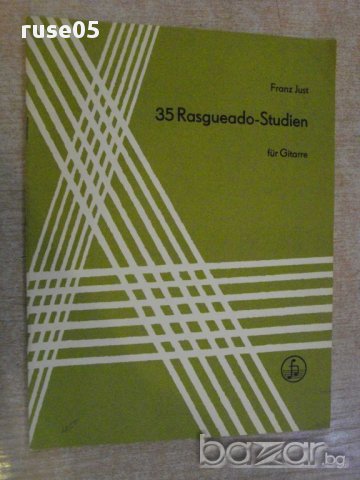 ruse05
Franz Just
35 Rasgueado-Studien
für Gitarre
bazar.bg